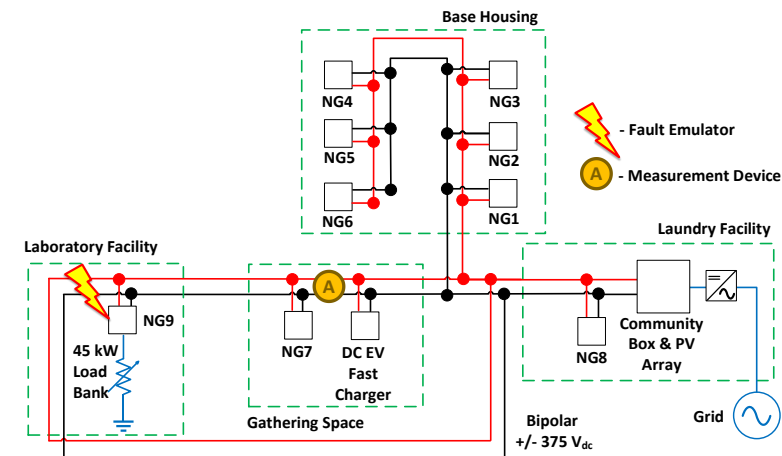 Base Housing
NG4
NG3
NG5
NG2
NG6
NG1
- Fault Emulator
A
- Measurement Device
Laboratory Facility
Laundry Facility
A
NG9
NG7
DC EV
Fast
Charger
NG8
Community
Box & PV
Array
45 kW
Load
Bank
Gathering Space
Bipolar
+/- 375 Vdc
Grid